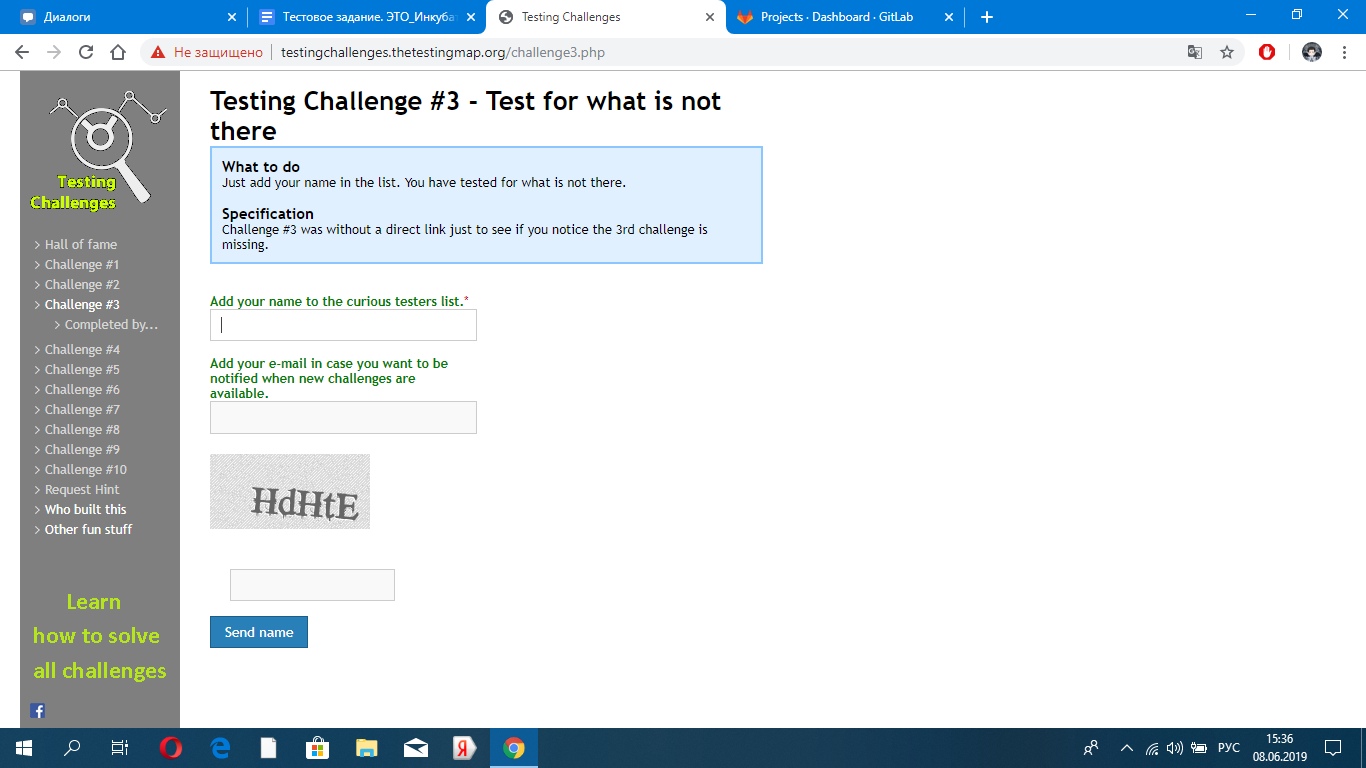 Диалоги
Тестовое задание. ЭТО_Инкуба
Testing Challenges
Projects · Dashboard · GitLab
Не защищено
testingchallenges.thetestingmap.org/challenge3.php
Testing
Challenges
> Hall of fame
> Challenge #1
> Challenge #2
> Challenge #3
> Completed by...
> Challenge #4
> Challenge #5
> Challenge #6
> Challenge #7
> Challenge #8
> Challenge #9
> Challenge #10
> Request Hint
> Who built this
> Other fun stuff
Learn
how to solve
all challenges
Testing Challenge #3 - Test for what is not
there
What to do
Just add your name in the list. You have tested for what is not there.
Specification
Challenge #3 was without a direct link just to see if you notice the 3rd challenge is
missing.
Add your name to the curious testers list.*
Add your e-mail in case you want to be
notified when new challenges are
available.
HdHtE
Send name
РУС
15:36
08.06.2019